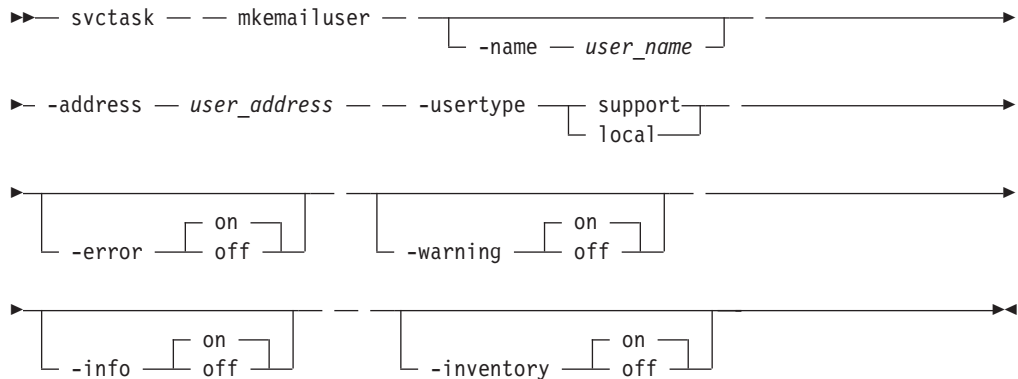 svctask mkemailuser
-name user_name
-address user_address -usertype support
local
on on
-error off -warning off
on on
-info off -inventory off